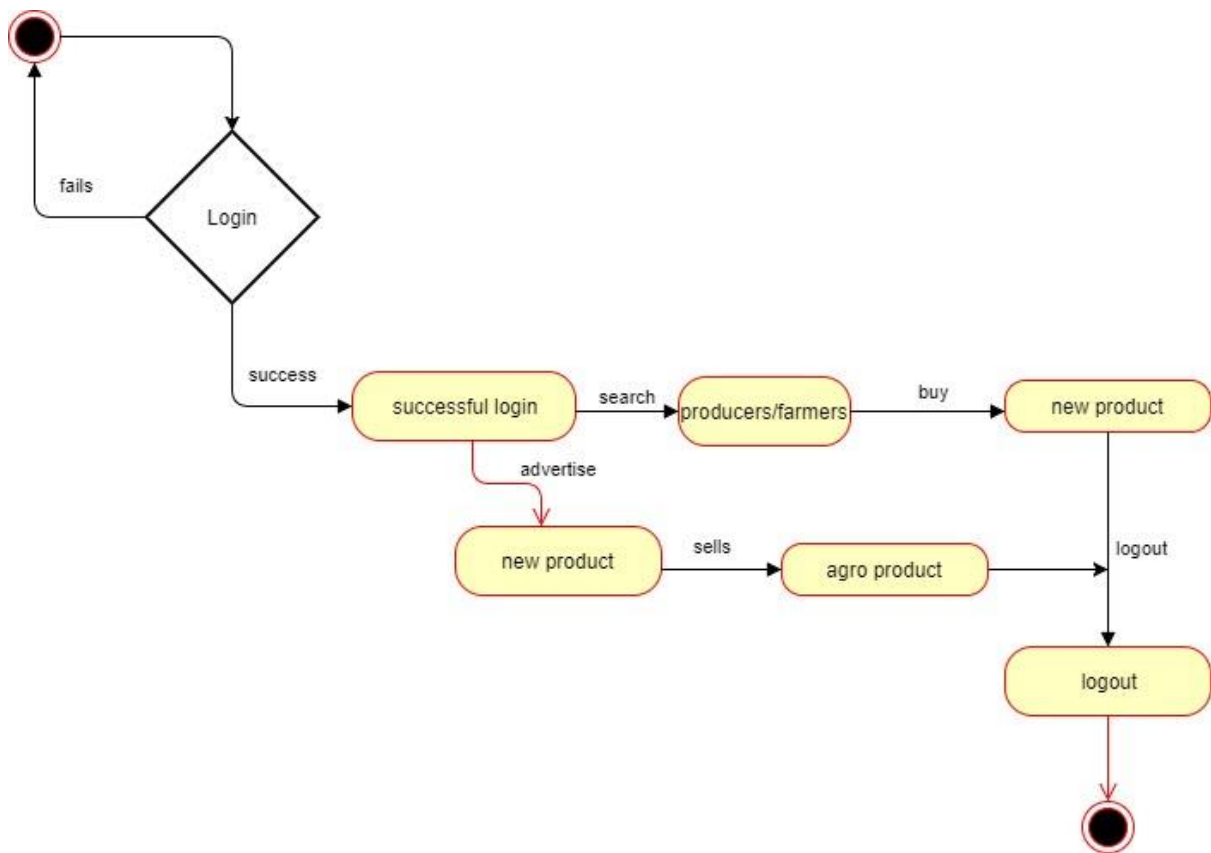 fails
Login
success
successful login
search
producers/farmers
buy
new product
advertise
new product
sells
agro product
logout
logout